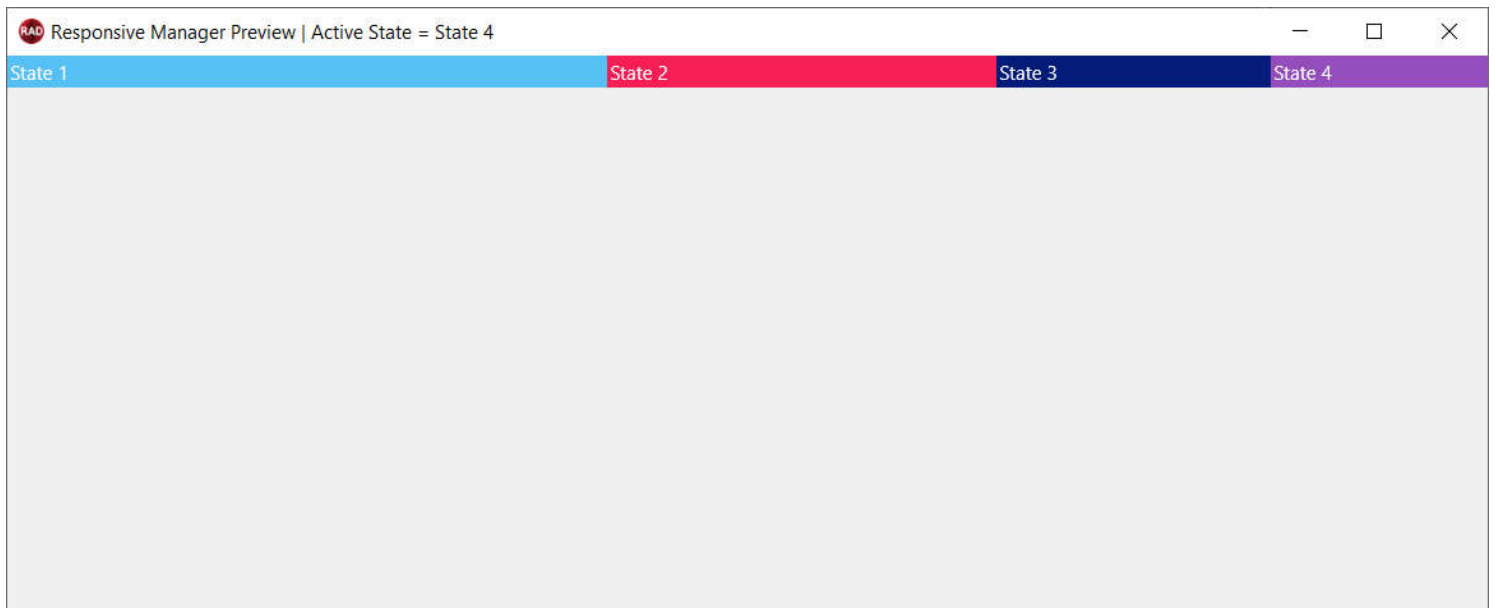 RAD Responsive Manager Preview | Active State = State 4
State 1 State 2 State 3 State 4